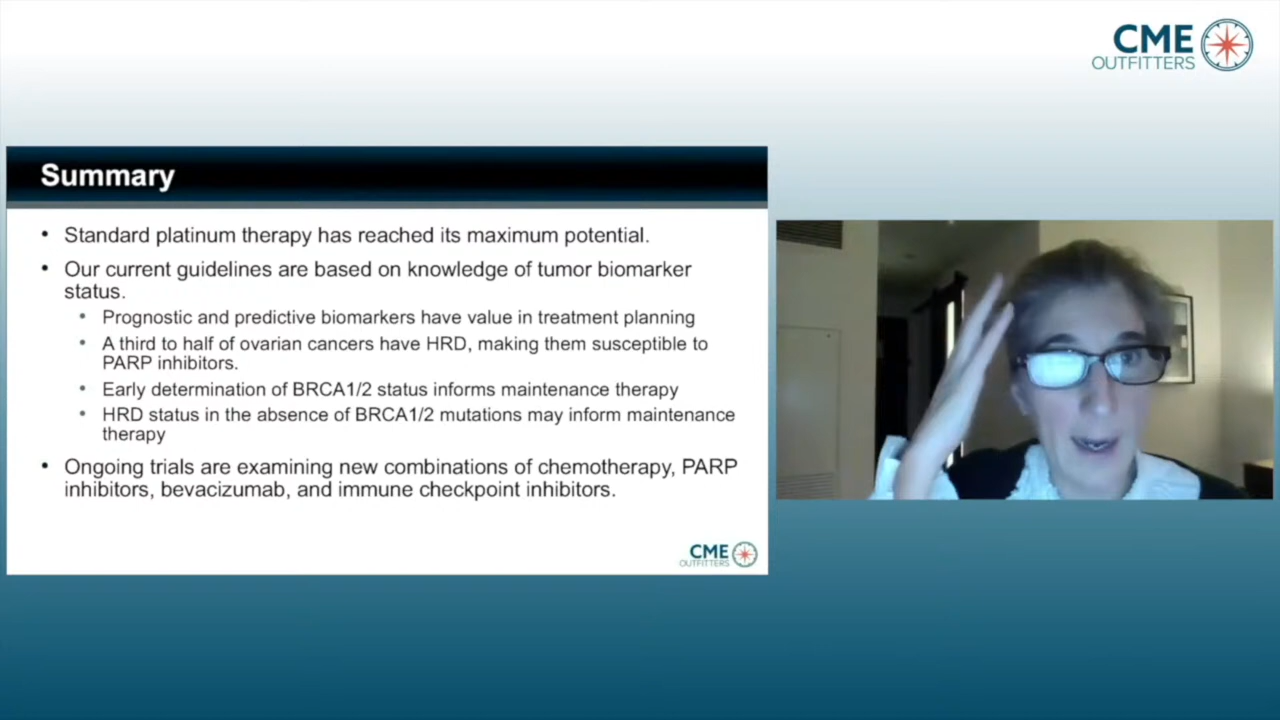 CME
OUTFITTERS
Summary
• Standard platinum therapy has reached its maximum potential.
• Our current guidelines are based on knowledge of tumor biomarker
status.
• Prognostic and predictive biomarkers have value in treatment planning
• A third to half of ovarian cancers have HRD, making them susceptible to
PARP inhibitors.
• Early determination of BRCA1/2 status informs maintenance therapy
• HRD status in the absence of BRCA1/2 mutations may inform maintenance
therapy
• Ongoing trials are examining new combinations of chemotherapy, PARP
inhibitors, bevacizumab, and immune checkpoint inhibitors.
CME
OUTFITTERS